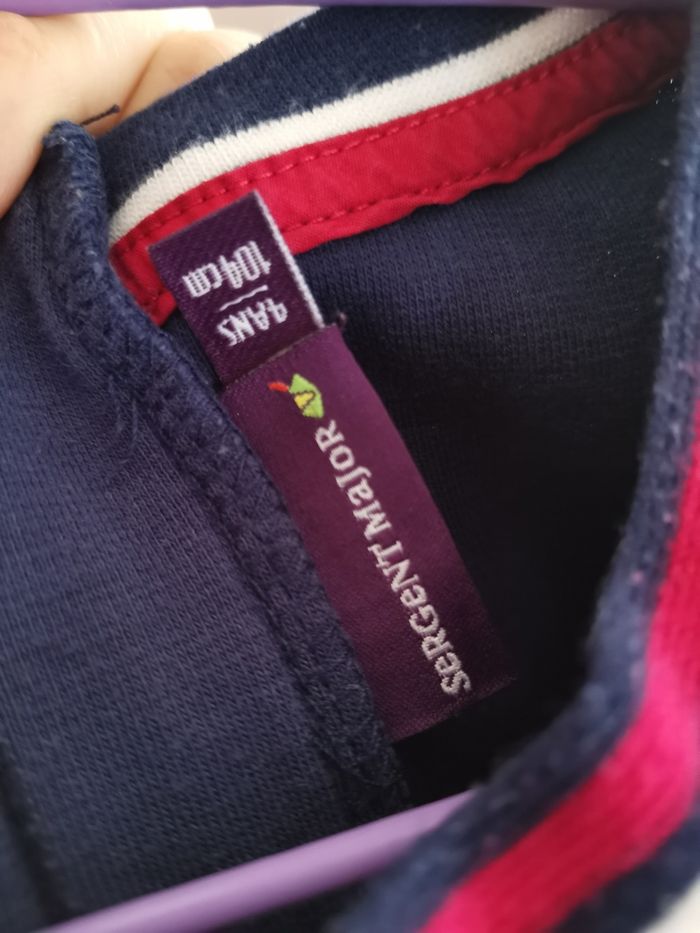 4ANS
/
104cm
SERGENT MAJOR